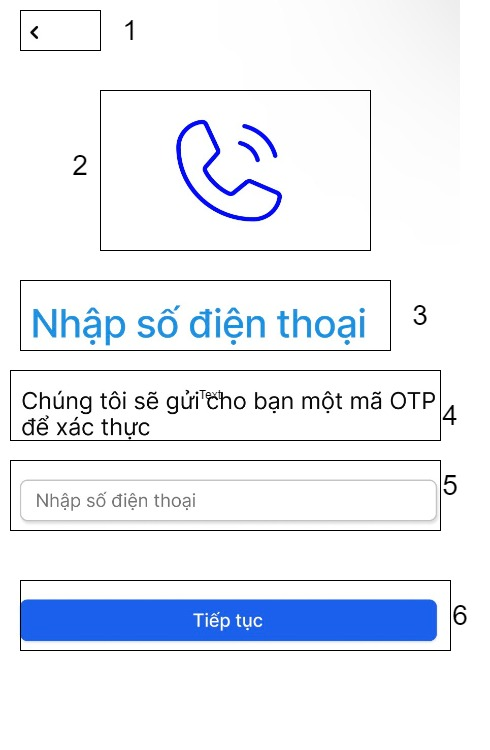 1
2
Nhập số điện thoại
3
Chúng tôi sẽ gửi cho bạn một mã OTP
Text
để xác thực
4
5
Nhập số điện thoại
Tiếp tục
6